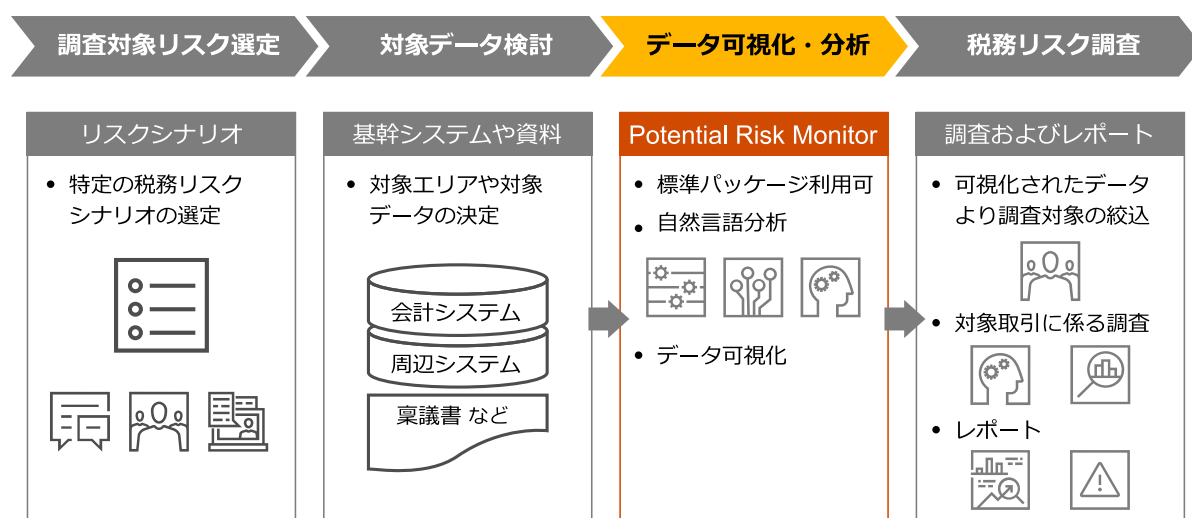 調査対象リスク選定
対象データ検討
データ可視化・分析
税務リスク調査
リスクシナリオ
• 特定の税務リスク
シナリオの選定
基幹システムや資料
• 対象エリアや対象
データの決定
会計システム
周辺システム
稟議書 など
Potential Risk Monitor
• 標準パッケージ利用可
• 自然言語分析
• データ可視化
調査およびレポート
• 可視化されたデータ
より調査対象の絞込
• 対象取引に係る調査
• レポート